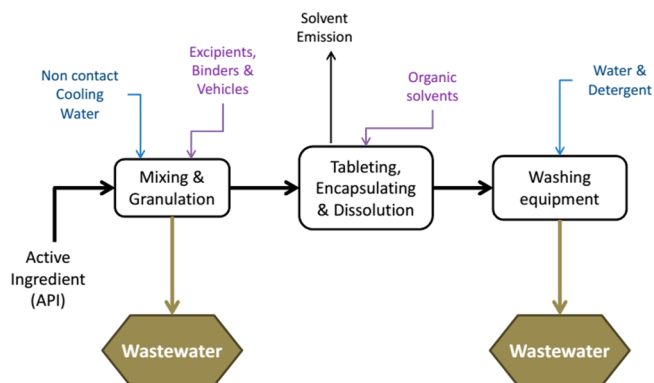 Solvent
Emission
Non contact
Cooling
Water
Excipients,
Binders &
Vehicles
Organic
solvents
Water &
Detergent
Mixing &
Granulation
Tableting,
Encapsulating
& Dissolution
Washing
equipment
Active
Ingredient
(API)
Wastewater
Wastewater